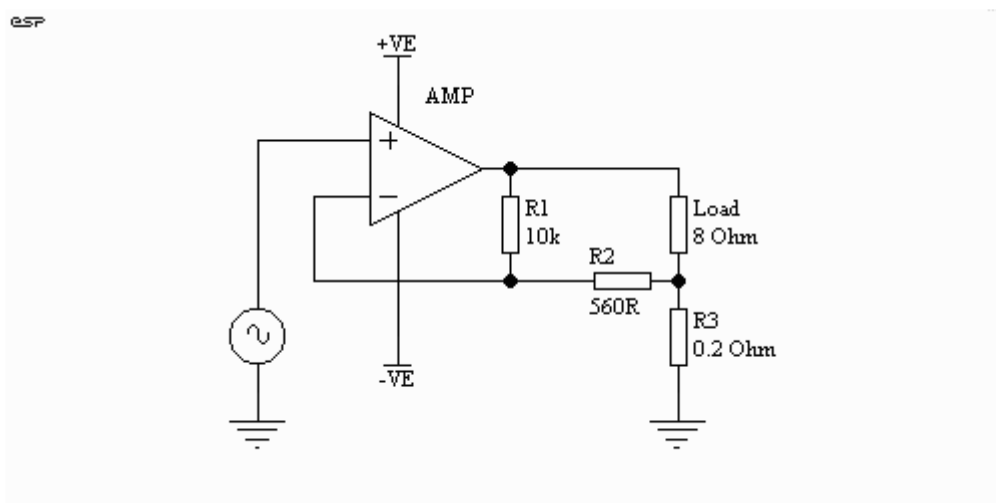 esp
+VE
AMP
+
−
R1
10k
Load
8 Ohm
R2
560R
R3
0.2 Ohm
-VE